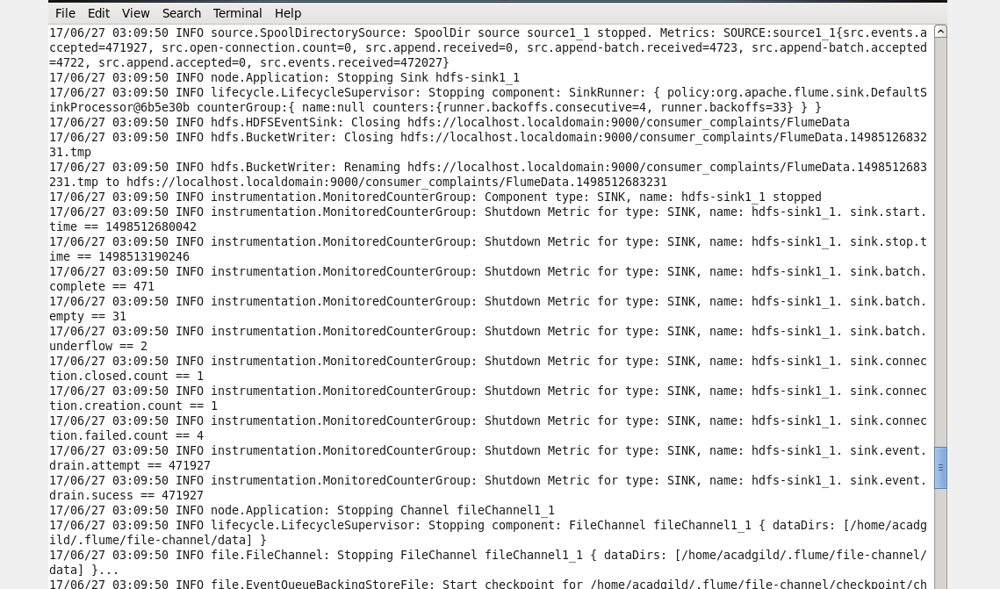 File Edit View Search Terminal Help
17/06/27 03:09:50 INFO source.SpoolDirectorySource: SpoolDir source source1_1 stopped. Metrics: SOURCE:source1_1{src.events.a
ccepted=471927, src.open-connection.count=0, src.append.received=0, src.append-batch.received=4723, src.append-batch.accepted
=4722, src.append.accepted=0, src.events.received=472027}
17/06/27 03:09:50 INFO node.Application: Stopping Sink hdfs-sink1_1
17/06/27 03:09:50 INFO lifecycle.LifecycleSupervisor: Stopping component: SinkRunner: { policy:org.apache.flume.sink.DefaultS
inkProcessor@6b5e30b counterGroup:{ name:null counters:{runner.backoffs.consecutive=4, runner.backoffs=33} } }
17/06/27 03:09:50 INFO hdfs.HDFSEventSink: Closing hdfs://localhost.localdomain:9000/consumer_complaints/FlumeData
17/06/27 03:09:50 INFO hdfs.BucketWriter: Closing hdfs://localhost.localdomain:9000/consumer_complaints/FlumeData.14985126832
31.tmp
17/06/27 03:09:50 INFO hdfs.BucketWriter: Renaming hdfs://localhost.localdomain:9000/consumer_complaints/FlumeData.1498512683
231.tmp to hdfs://localhost.localdomain:9000/consumer_complaints/FlumeData.1498512683231
17/06/27 03:09:50 INFO instrumentation.MonitoredCounterGroup: Component type: SINK, name: hdfs-sink1_1 stopped
17/06/27 03:09:50 INFO instrumentation.MonitoredCounterGroup: Shutdown Metric for type: SINK, name: hdfs-sink1_1. sink.start.
time == 1498512680042
17/06/27 03:09:50 INFO instrumentation.MonitoredCounterGroup: Shutdown Metric for type: SINK, name: hdfs-sink1_1. sink.stop.t
ime == 1498513190246
17/06/27 03:09:50 INFO instrumentation.MonitoredCounterGroup: Shutdown Metric for type: SINK, name: hdfs-sink1_1. sink.batch.
complete == 471
17/06/27 03:09:50 INFO instrumentation.MonitoredCounterGroup: Shutdown Metric for type: SINK, name: hdfs-sink1_1. sink.batch.
empty == 31
17/06/27 03:09:50 INFO instrumentation.MonitoredCounterGroup: Shutdown Metric for type: SINK, name: hdfs-sink1_1. sink.batch.
underflow == 2
17/06/27 03:09:50 INFO instrumentation.MonitoredCounterGroup: Shutdown Metric for type: SINK, name: hdfs-sink1_1. sink.connec
tion.closed.count == 1
17/06/27 03:09:50 INFO instrumentation.MonitoredCounterGroup: Shutdown Metric for type: SINK, name: hdfs-sink1_1. sink.connec
tion.creation.count == 1
17/06/27 03:09:50 INFO instrumentation.MonitoredCounterGroup: Shutdown Metric for type: SINK, name: hdfs-sink1_1. sink.connec
tion.failed.count == 4
17/06/27 03:09:50 INFO instrumentation.MonitoredCounterGroup: Shutdown Metric for type: SINK, name: hdfs-sink1_1. sink.event.
drain.attempt == 471927
17/06/27 03:09:50 INFO instrumentation.MonitoredCounterGroup: Shutdown Metric for type: SINK, name: hdfs-sink1_1. sink.event.
drain.sucess == 471927
17/06/27 03:09:50 INFO node.Application: Stopping Channel fileChannel1_1
17/06/27 03:09:50 INFO lifecycle.LifecycleSupervisor: Stopping component: FileChannel fileChannel1_1 { dataDirs: [/home/acadg
ild/.flume/file-channel/data] }
17/06/27 03:09:50 INFO file.FileChannel: Stopping FileChannel fileChannel1_1 { dataDirs: [/home/acadgild/.flume/file-channel/
data] }...
17/06/27 03:09:50 INFO file.EventQueueBackingStoreFile: Start checkpoint for /home/acadgild/.flume/file-channel/checkpoint/ch